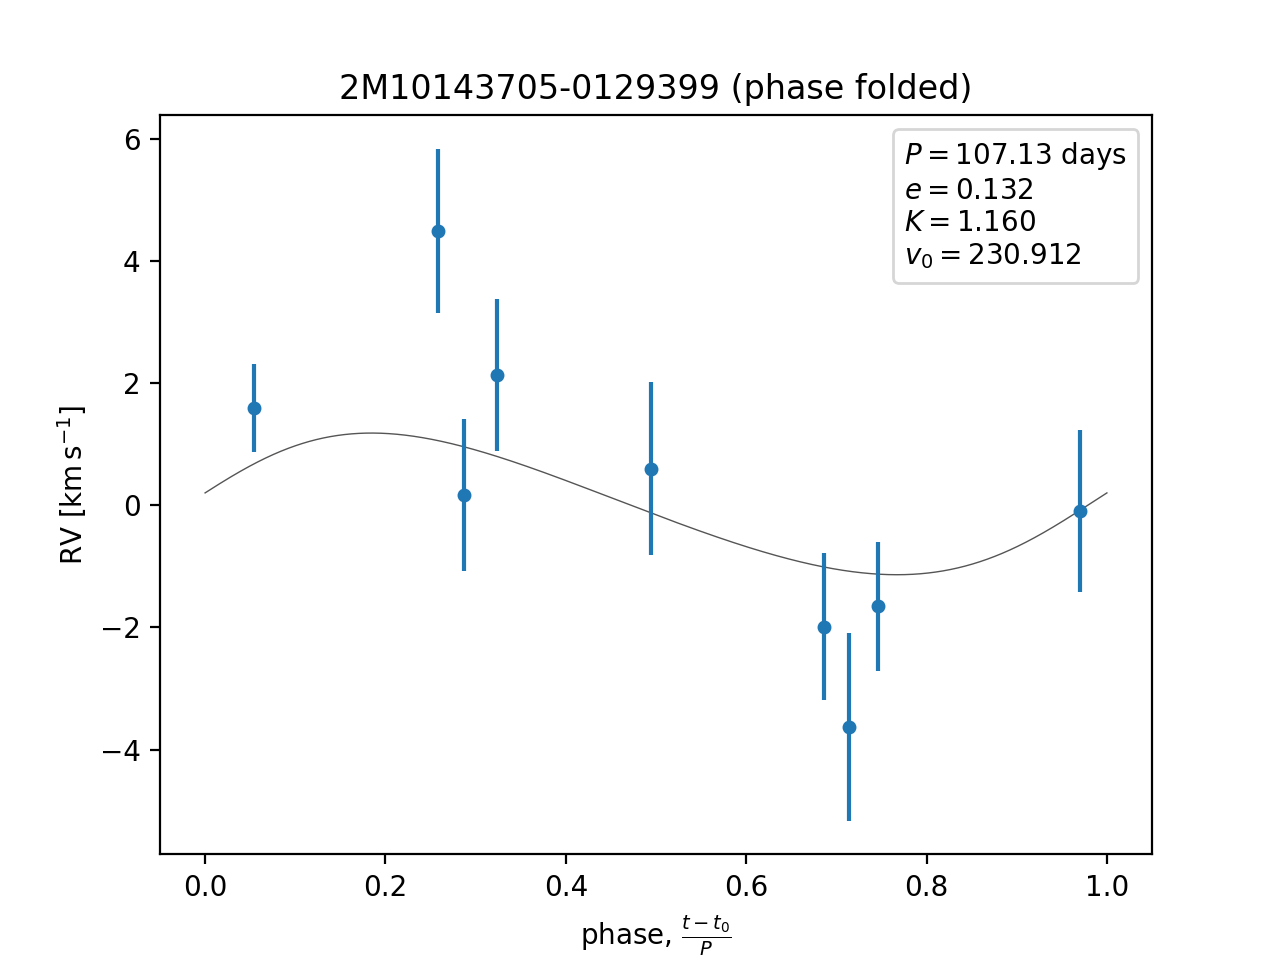 2M10143705-0129399 (phase folded)
P = 107.13 days
e = 0.132
K = 1.160
v₀ = 230.912
6
4
2
0
−2
−4
RV [km s⁻¹]
0.0 0.2 0.4 0.6 0.8 1.0
phase, (t − t₀)/P